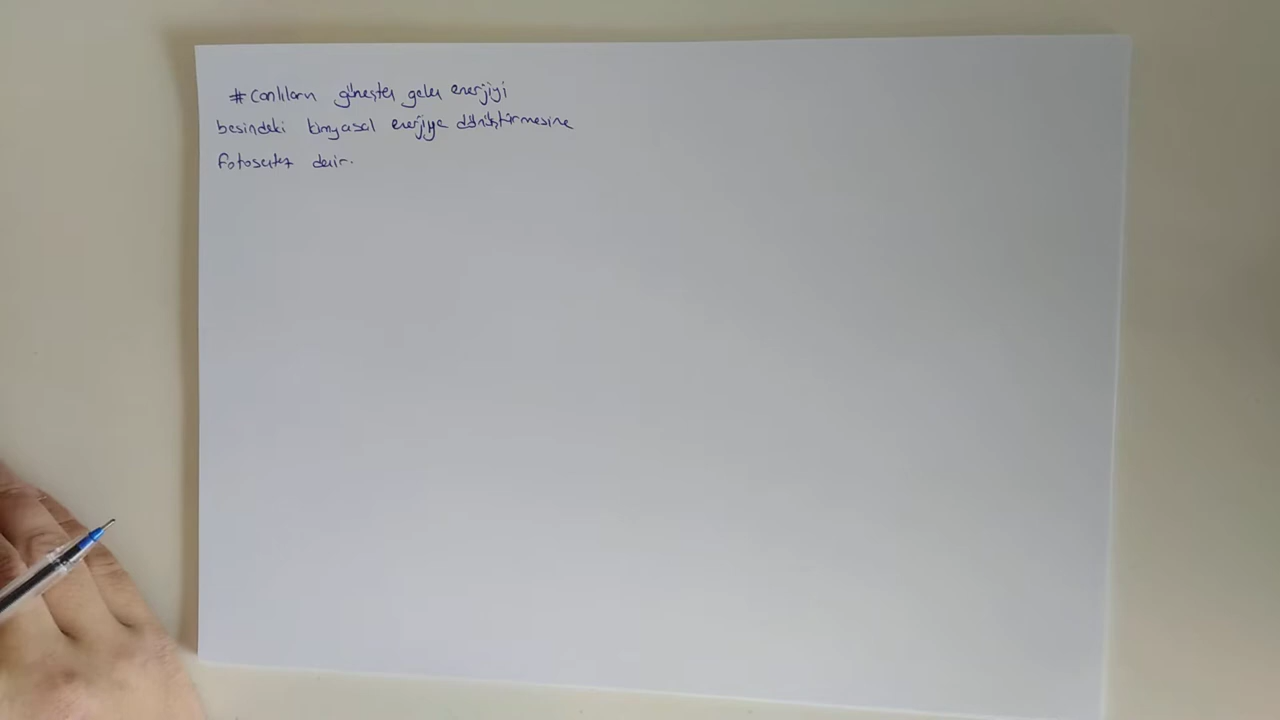 # Canlıların güneşten gelen enerjiyi
besindeki kimyasal enerjiye dönüştürmesine
fotosentez denir.